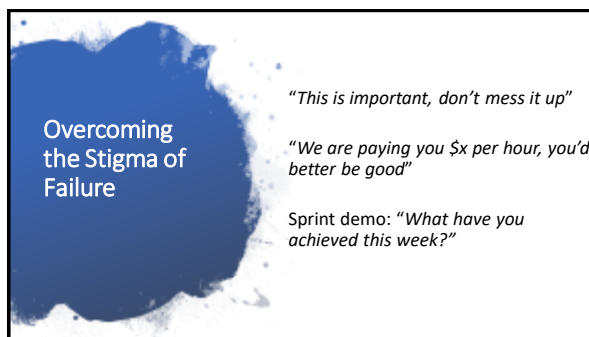 Overcoming
the Stigma of
Failure
“This is important, don’t mess it up”
“We are paying you $x per hour, you’d
better be good”
Sprint demo: “What have you
achieved this week?”